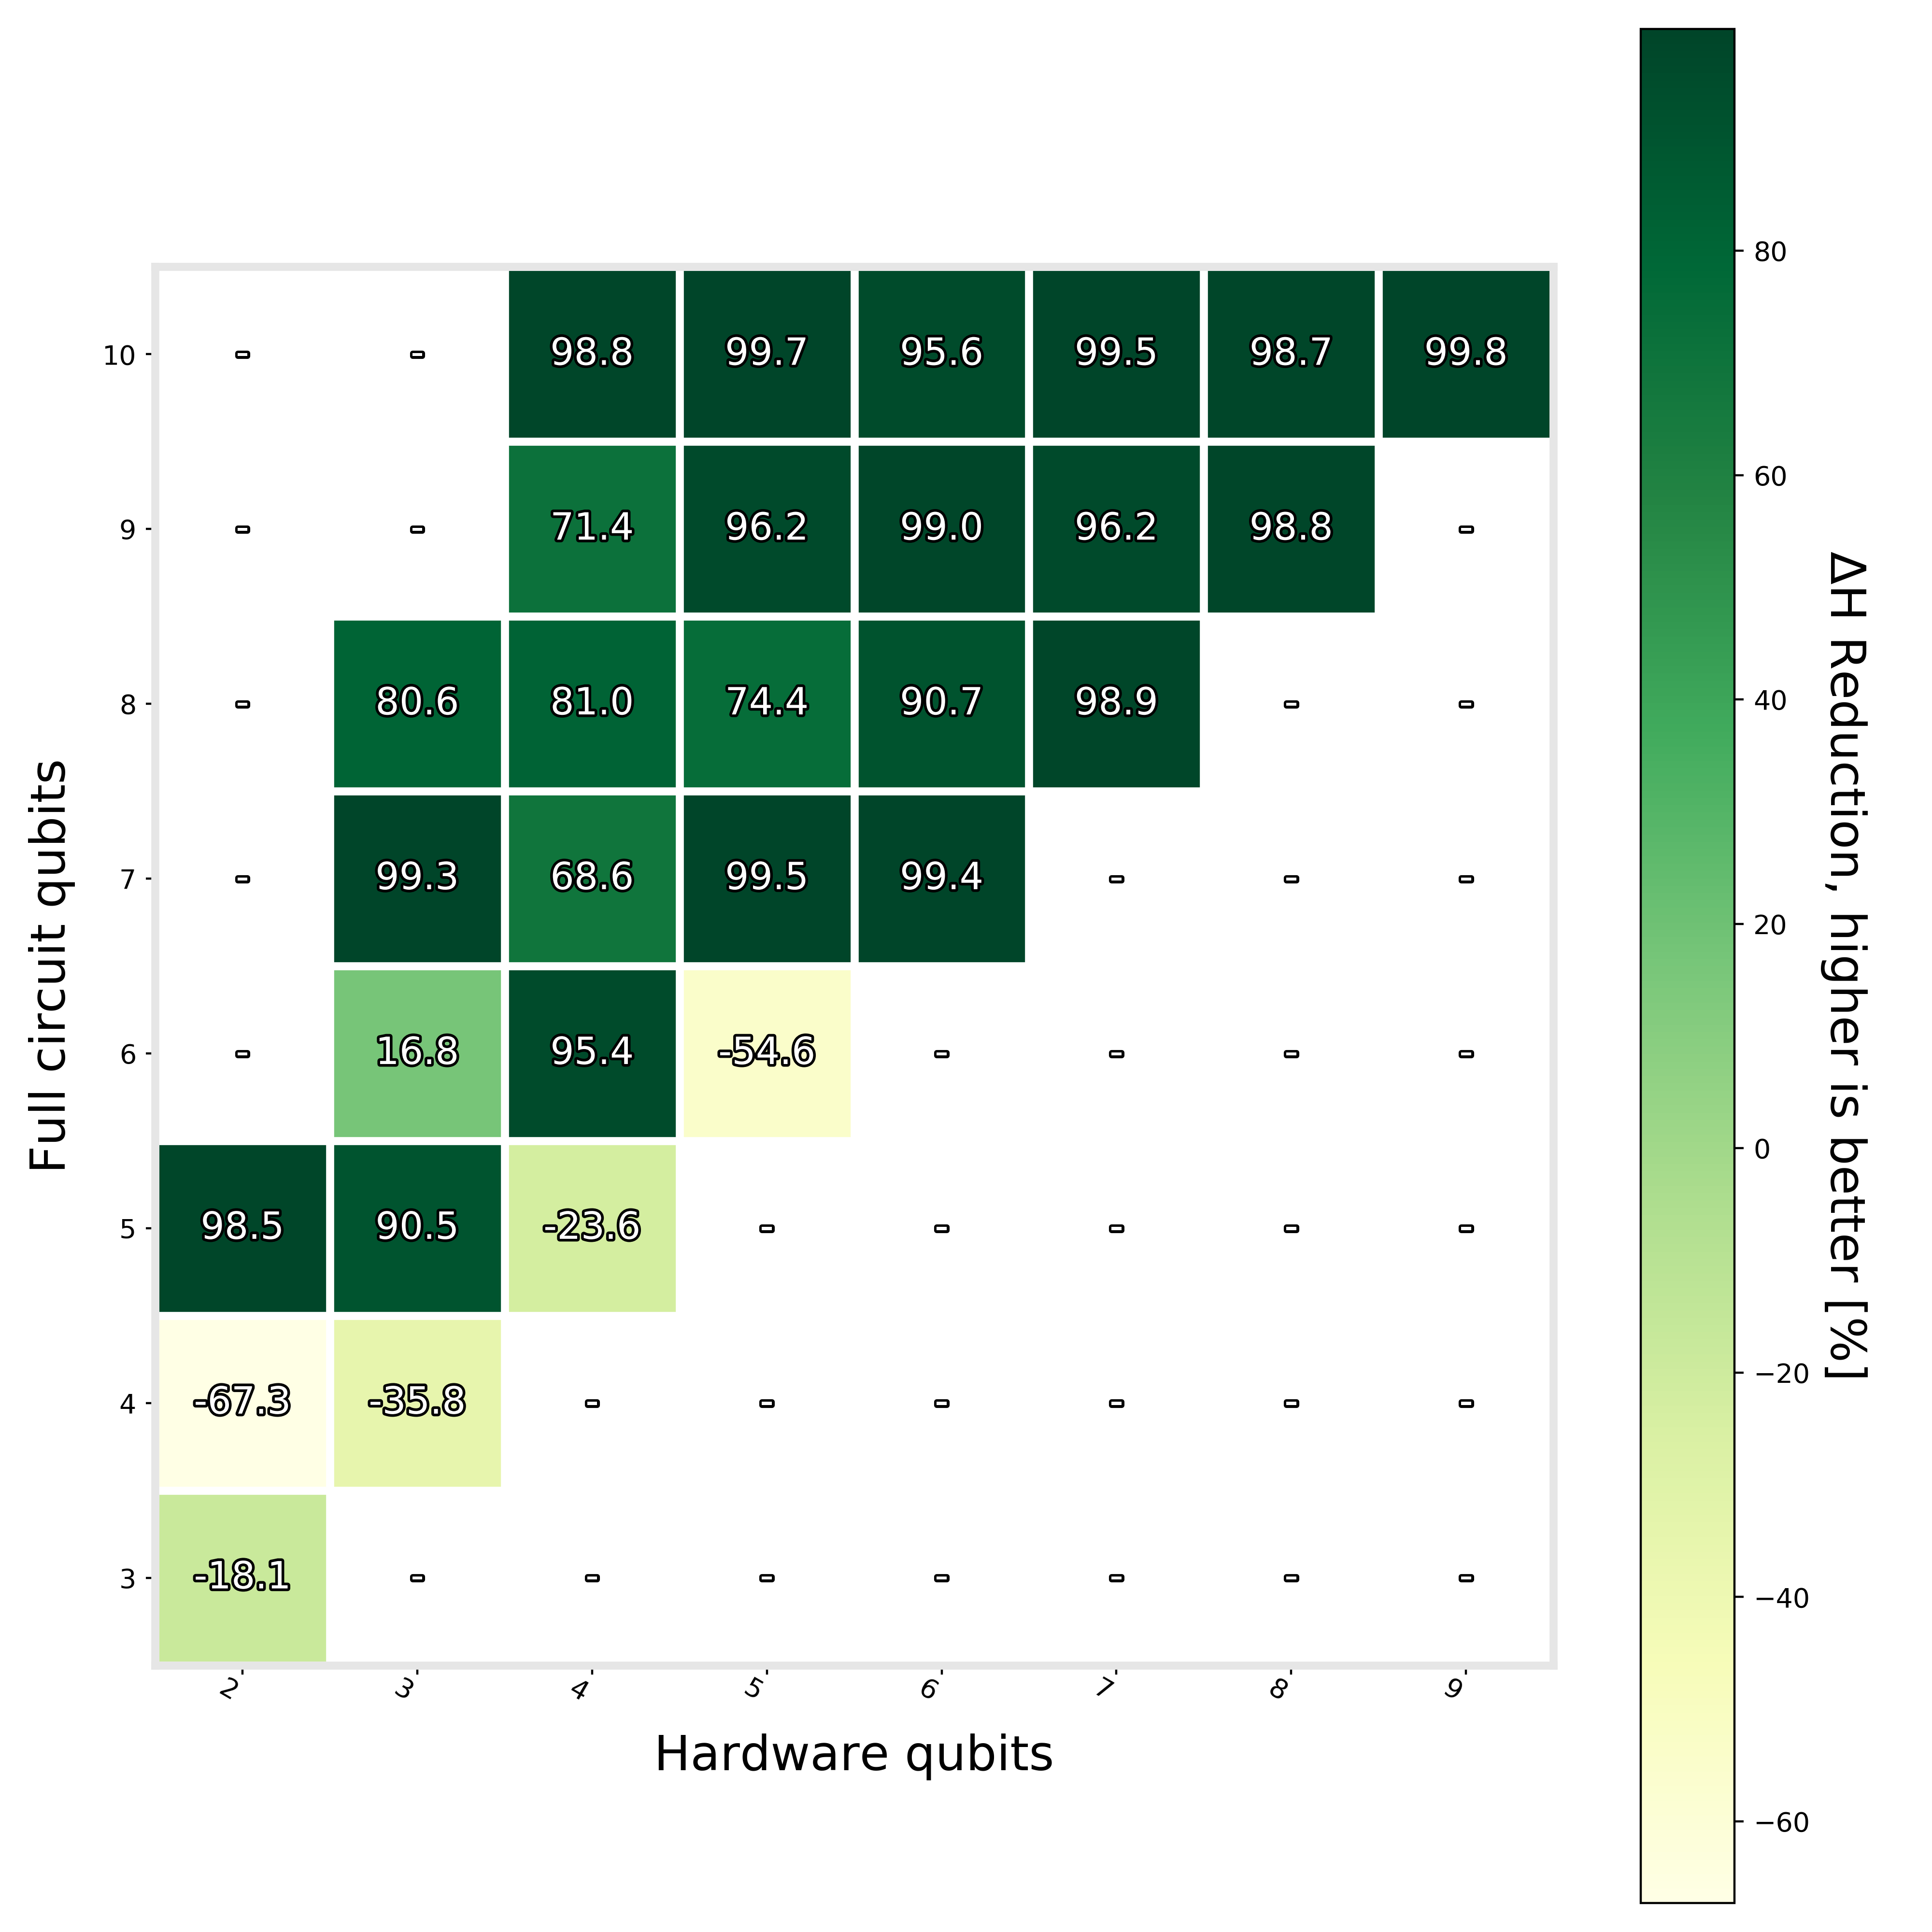 10 - - 98.8 99.7 95.6 99.5 98.7 99.8
9 - - 71.4 96.2 99.0 96.2 98.8 -
8 - 80.6 81.0 74.4 90.7 98.9 - -
7 - 99.3 68.6 99.5 99.4 - - -
6 - 16.8 95.4 -54.6 - - - -
5 98.5 90.5 -23.6 - - - - -
4 -67.3 -35.8 - - - - - -
3 -18.1 - - - - - - -
2 3 4 5 6 7 8 9
Hardware qubits
Full circuit qubits
80
60
40
20
0
−20
−40
−60
ΔH Reduction, higher is better [%]